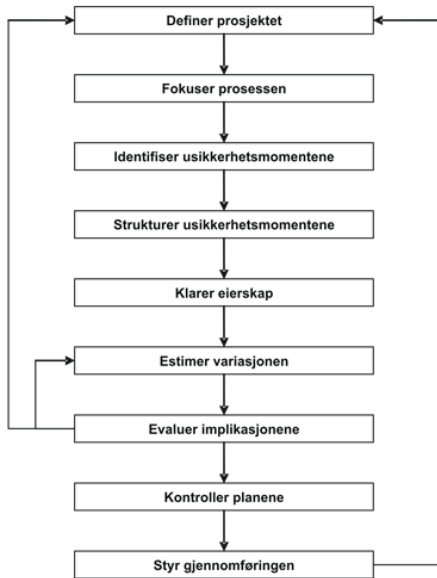 Definer prosjektet
Fokuser prosessen
Identifiser usikkerhetsmomentene
Strukturer usikkerhetsmomentene
Klarer eierskap
Estimer variasjonen
Evaluer implikasjonene
Kontroller planene
Styr gjennomføringen